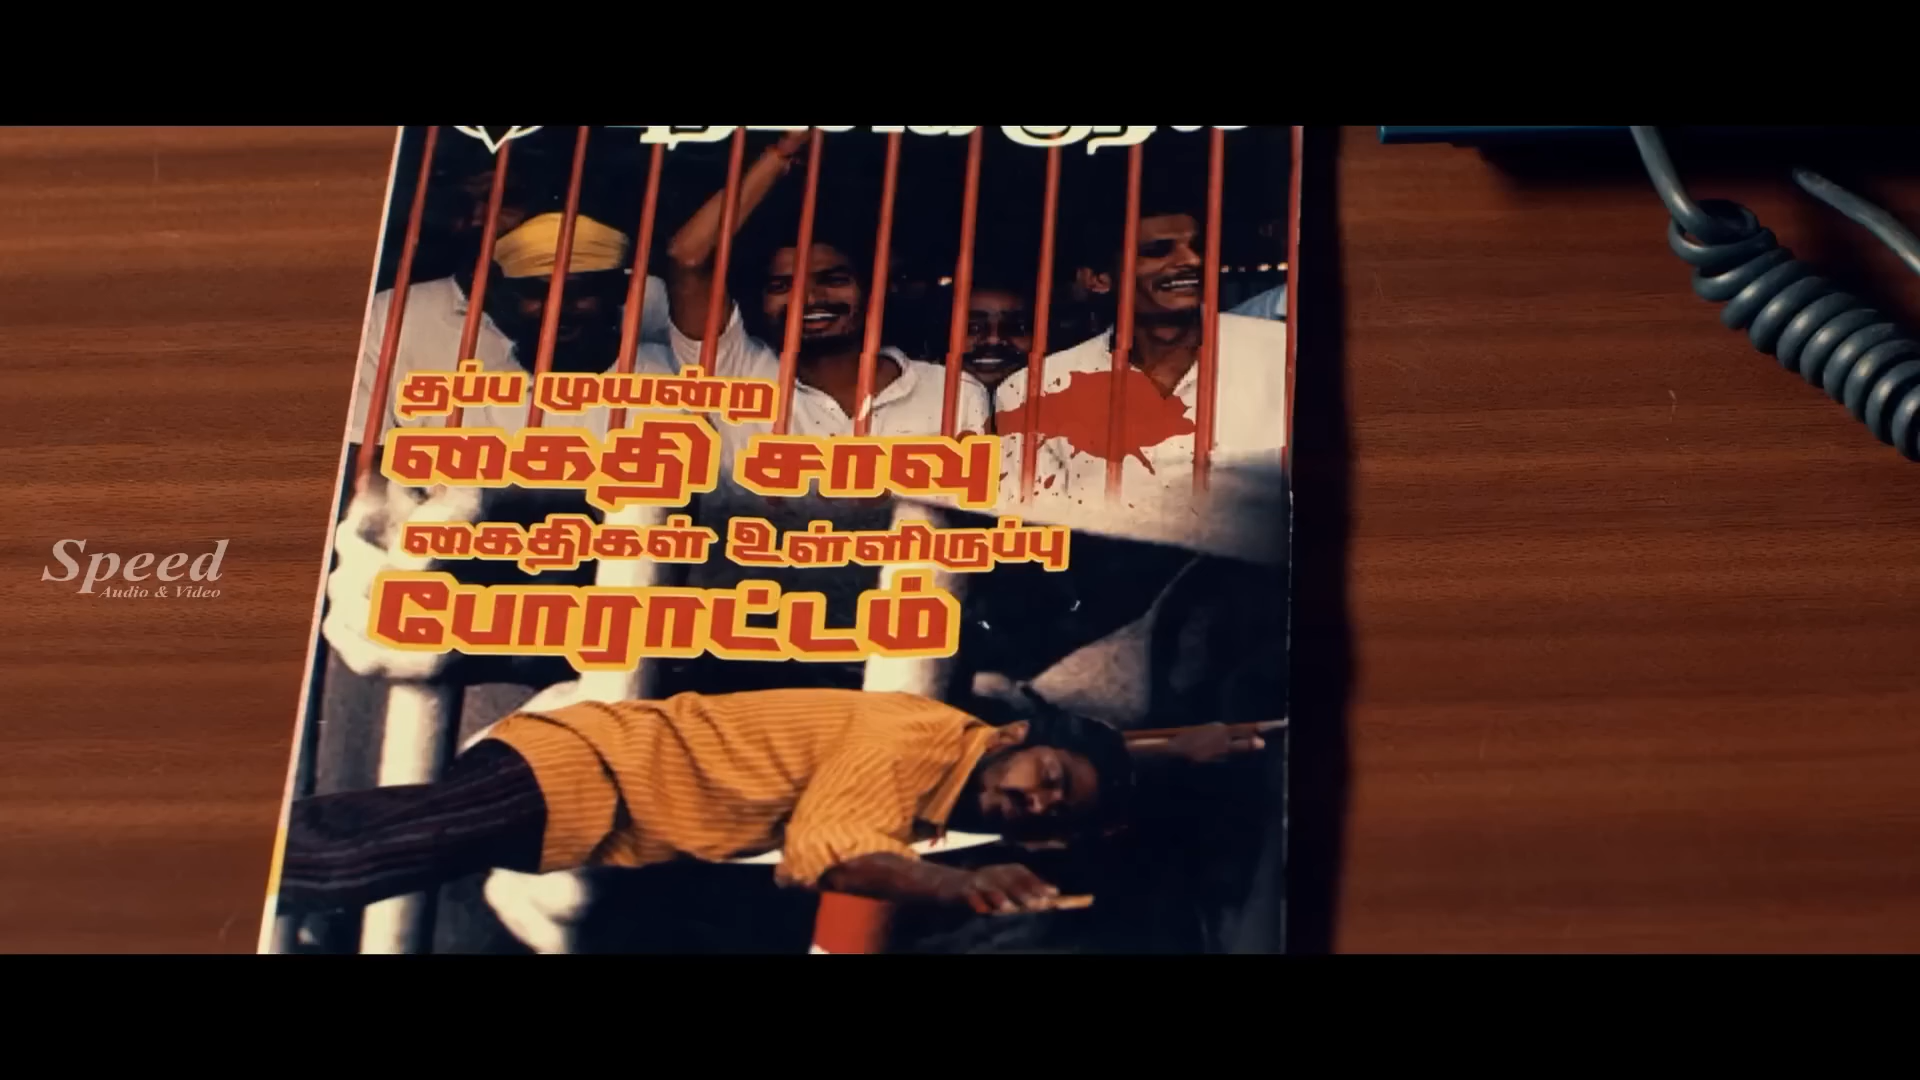 தப்ப முயன்ற
கைதி சாவு
கைதிகள் உள்ளிருப்பு
போராட்டம்
Speed
Audio & Video